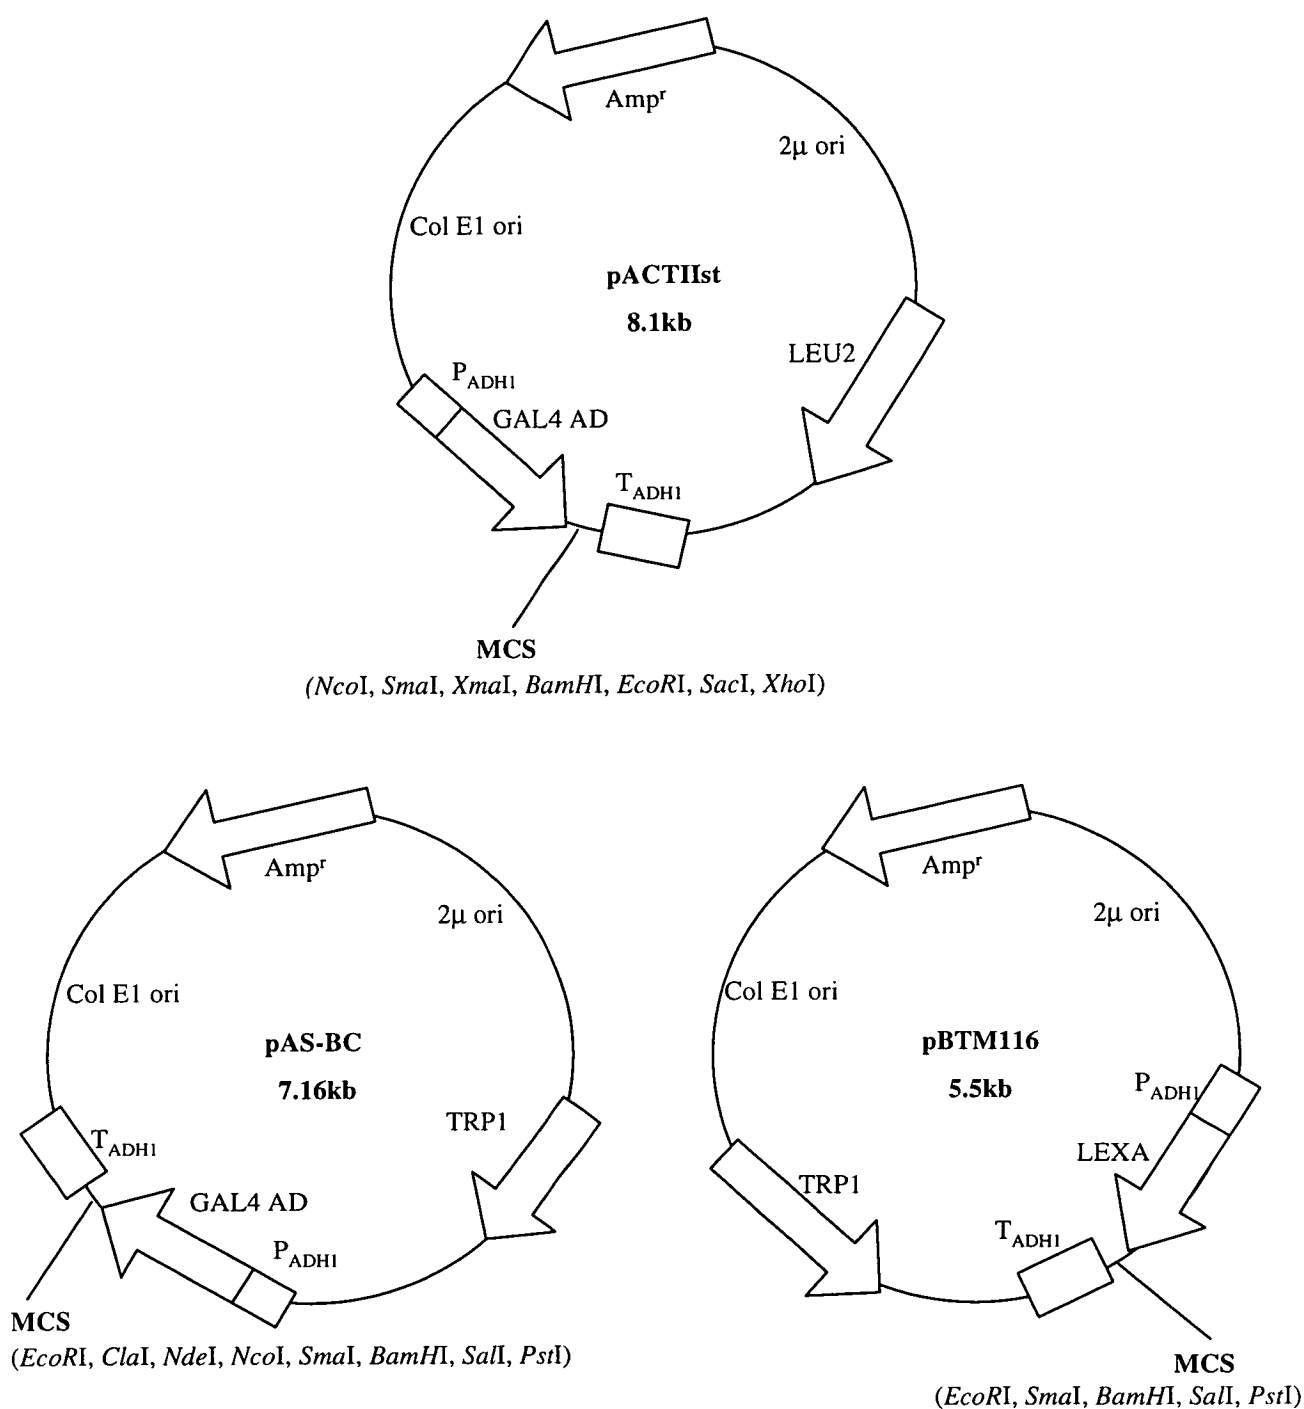 Ampʳ
2μ ori
Col E1 ori
pACTIIst
8.1kb
LEU2
P_ADH1
GAL4 AD
T_ADH1
MCS
(NcoI, SmaI, XmaI, BamHI, EcoRI, SacI, XhoI)
Ampʳ
2μ ori
Col E1 ori
pAS-BC
7.16kb
TRP1
T_ADH1
GAL4 AD
P_ADH1
MCS
(EcoRI, ClaI, NdeI, NcoI, SmaI, BamHI, SalI, PstI)
Ampʳ
2μ ori
Col E1 ori
pBTM116
5.5kb
P_ADH1
LEXA
TRP1
T_ADH1
MCS
(EcoRI, SmaI, BamHI, SalI, PstI)